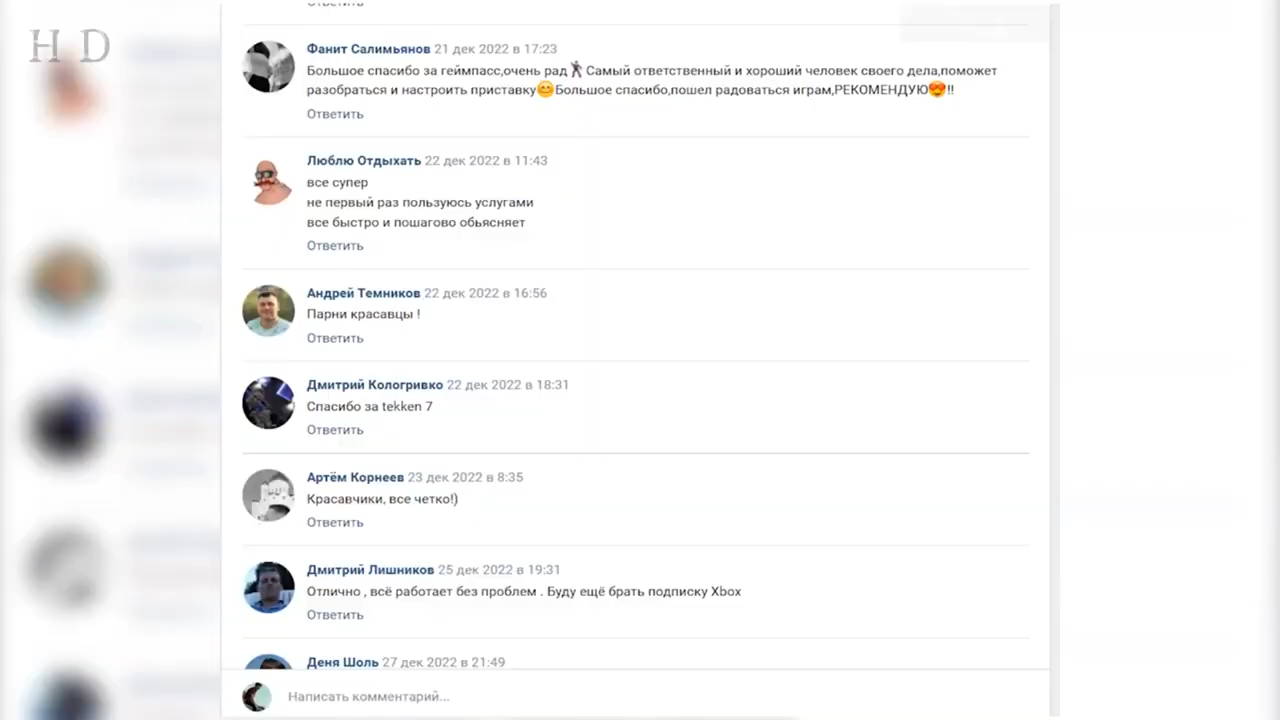 H D
Ответить
Фанит Салимьянов 21 дек 2022 в 17:23
Большое спасибо за геймпасс,очень рад🕺Самый ответственный и хороший человек своего дела,поможет
разобраться и настроить приставку😊Большое спасибо,пошел радоваться играм,РЕКОМЕНДУЮ😍!!
Ответить
Люблю Отдыхать 22 дек 2022 в 11:43
все супер
не первый раз пользуюсь услугами
все быстро и пошагово обьясняет
Ответить
Андрей Темников 22 дек 2022 в 16:56
Парни красавцы !
Ответить
Дмитрий Кологривко 22 дек 2022 в 18:31
Спасибо за tekken 7
Ответить
Артём Корнеев 23 дек 2022 в 8:35
Красавчики, все четко!)
Ответить
Дмитрий Лишников 25 дек 2022 в 19:31
Отлично , всё работает без проблем . Буду ещё брать подписку Xbox
Ответить
Деня Шоль 27 дек 2022 в 21:49
Написать комментарий...